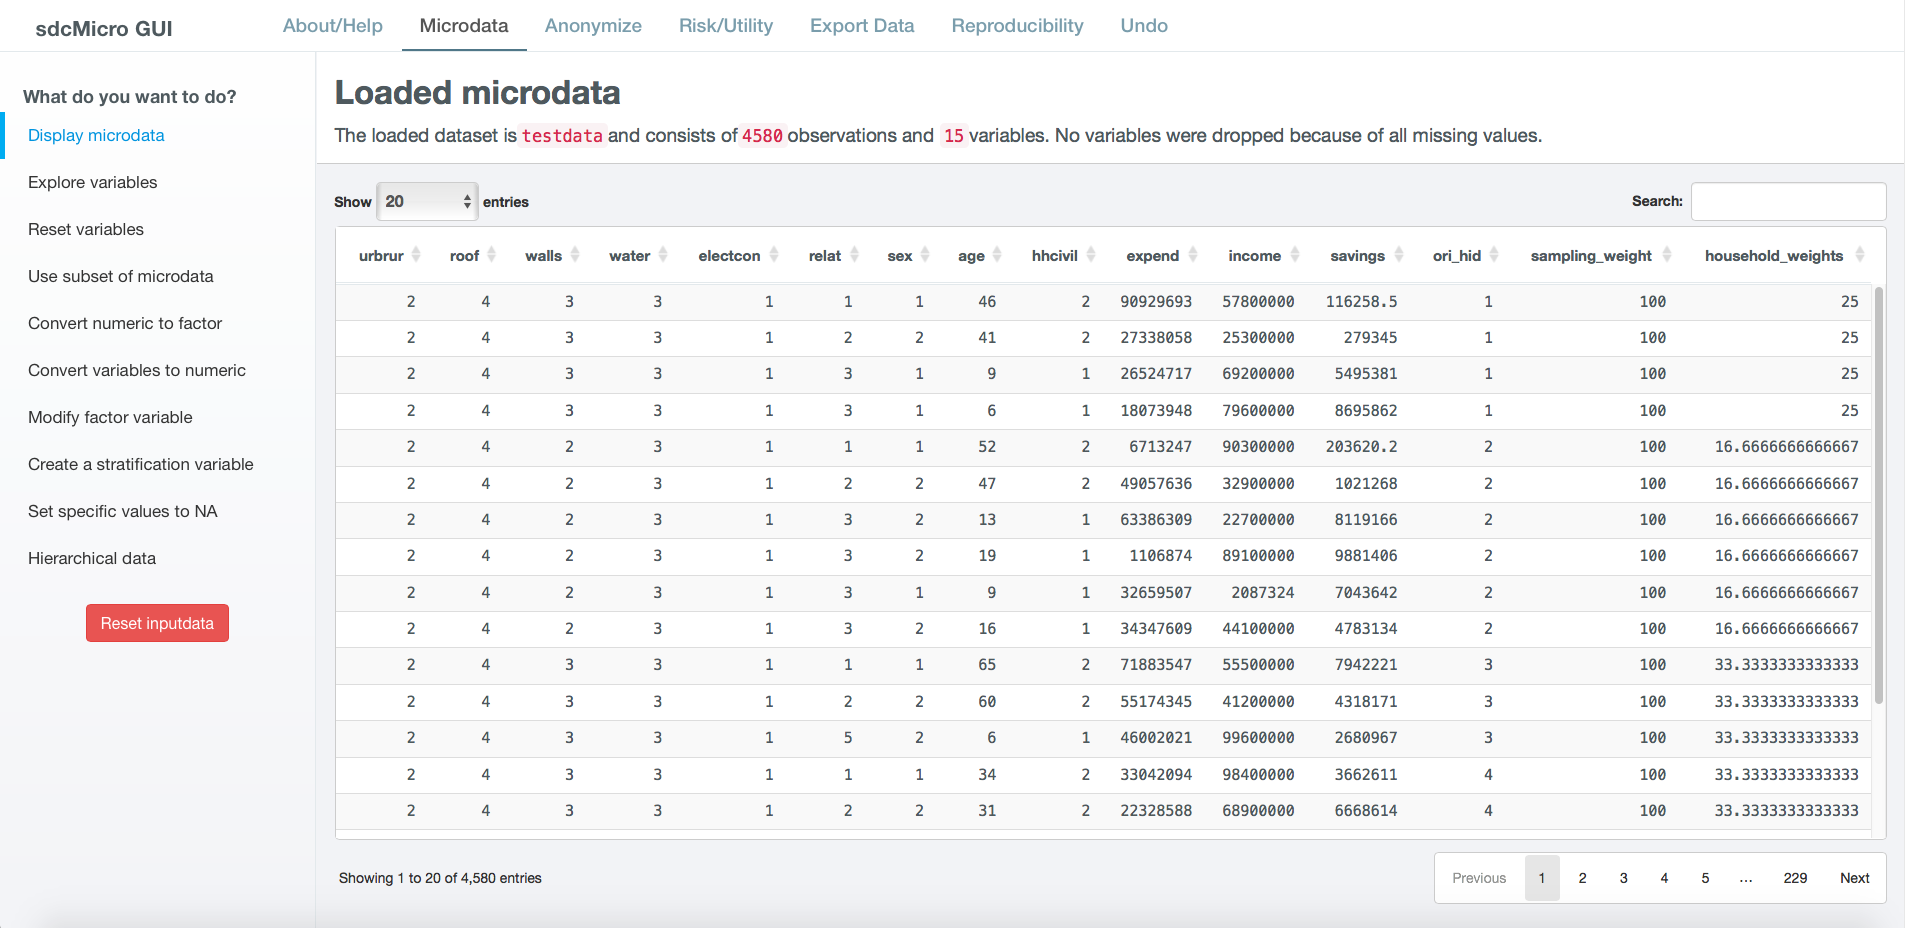 sdcMicro GUI About/Help Microdata Anonymize Risk/Utility Export Data Reproducibility Undo
What do you want to do?
Display microdata
Explore variables
Reset variables
Use subset of microdata
Convert numeric to factor
Convert variables to numeric
Modify factor variable
Create a stratification variable
Set specific values to NA
Hierarchical data
Reset inputdata
Loaded microdata
The loaded dataset is testdata and consists of 4580 observations and 15 variables. No variables were dropped because of all missing values.
Show 20 entries Search:
urbrur roof walls water electcon relat sex age hhcivil expend income savings ori_hid sampling_weight household_weights
2 4 3 3 1 1 1 46 2 90929693 57800000 116258.5 1 100 25
2 4 3 3 1 2 2 41 2 27338058 25300000 279345 1 100 25
2 4 3 3 1 3 1 9 1 26524717 69200000 5495381 1 100 25
2 4 3 3 1 3 1 6 1 18073948 79600000 8695862 1 100 25
2 4 2 3 1 1 1 52 2 6713247 90300000 203620.2 2 100 16.6666666666667
2 4 2 3 1 2 2 47 2 49057636 32900000 1021268 2 100 16.6666666666667
2 4 2 3 1 3 2 13 1 63386309 22700000 8119166 2 100 16.6666666666667
2 4 2 3 1 3 2 19 1 1106874 89100000 9881406 2 100 16.6666666666667
2 4 2 3 1 3 1 9 1 32659507 2087324 7043642 2 100 16.6666666666667
2 4 2 3 1 3 2 16 1 34347609 44100000 4783134 2 100 16.6666666666667
2 4 3 3 1 1 1 65 2 71883547 55500000 7942221 3 100 33.3333333333333
2 4 3 3 1 2 2 60 2 55174345 41200000 4318171 3 100 33.3333333333333
2 4 3 3 1 5 2 6 1 46002021 99600000 2680967 3 100 33.3333333333333
2 4 3 3 1 1 1 34 2 33042094 98400000 3662611 4 100 33.3333333333333
2 4 3 3 1 2 2 31 2 22328588 68900000 6668614 4 100 33.3333333333333
Showing 1 to 20 of 4,580 entries Previous 1 2 3 4 5 ... 229 Next